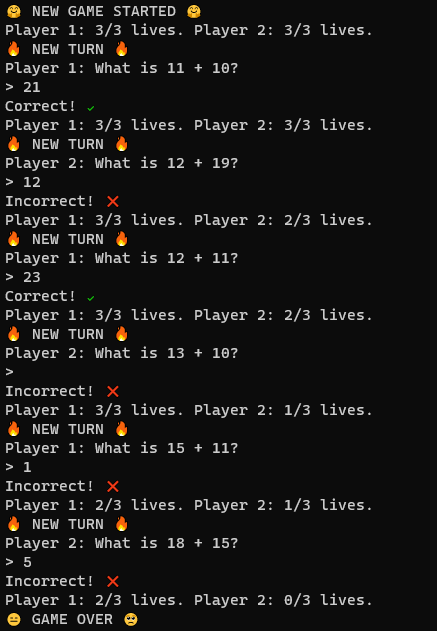 🤗 NEW GAME STARTED 🤗
Player 1: 3/3 lives. Player 2: 3/3 lives.
🔥 NEW TURN 🔥
Player 1: What is 11 + 10?
> 21
Correct! ✓
Player 1: 3/3 lives. Player 2: 3/3 lives.
🔥 NEW TURN 🔥
Player 2: What is 12 + 19?
> 12
Incorrect! ❌
Player 1: 3/3 lives. Player 2: 2/3 lives.
🔥 NEW TURN 🔥
Player 1: What is 12 + 11?
> 23
Correct! ✓
Player 1: 3/3 lives. Player 2: 2/3 lives.
🔥 NEW TURN 🔥
Player 2: What is 13 + 10?
>
Incorrect! ❌
Player 1: 3/3 lives. Player 2: 1/3 lives.
🔥 NEW TURN 🔥
Player 1: What is 15 + 11?
> 1
Incorrect! ❌
Player 1: 2/3 lives. Player 2: 1/3 lives.
🔥 NEW TURN 🔥
Player 2: What is 18 + 15?
> 5
Incorrect! ❌
Player 1: 2/3 lives. Player 2: 0/3 lives.
😑 GAME OVER 🥺